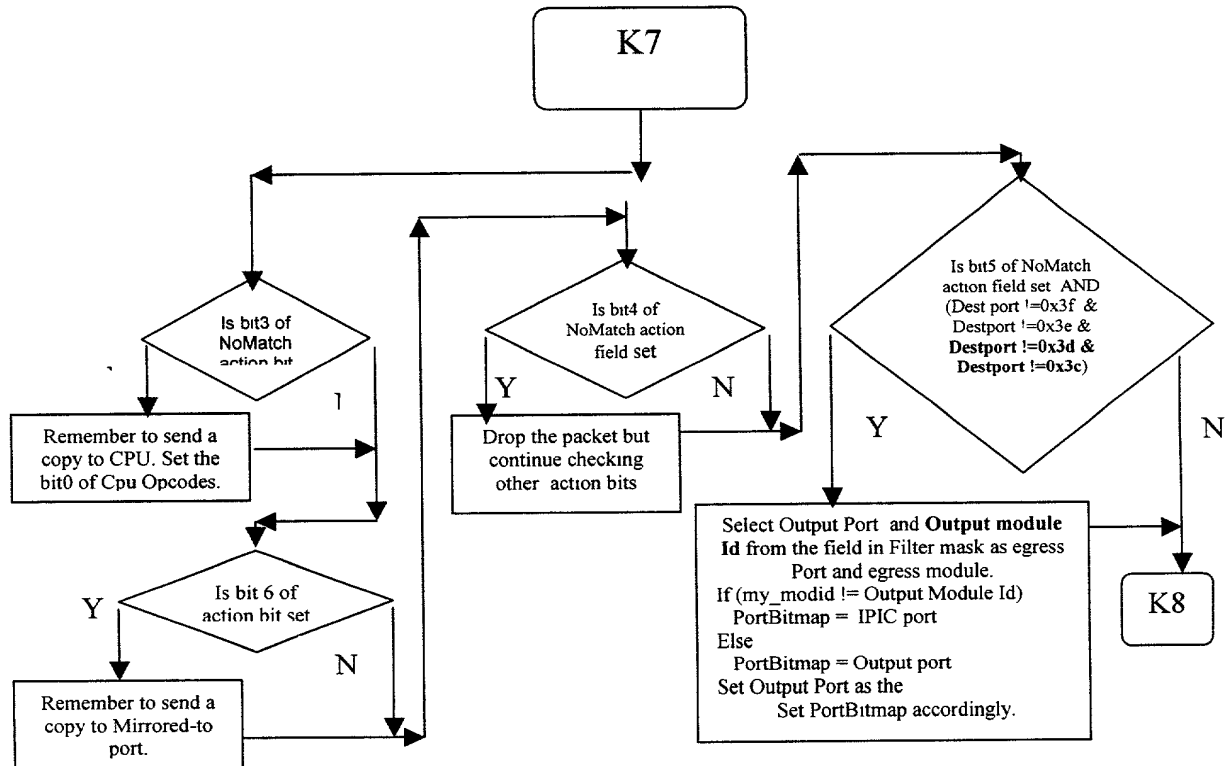 K7
Is bit3 of
NoMatch
action bit
Remember to send a
copy to CPU. Set the
bit0 of Cpu Opcodes.
Is bit 6 of
action bit set
Y
N
Remember to send a
copy to Mirrored-to
port.
Is bit4 of
NoMatch action
field set
Y
N
Drop the packet but
continue checking
other action bits
Is bit5 of NoMatch
action field set AND
(Dest port !=0x3f &
Destport !=0x3e &
Destport !=0x3d &
Destport !=0x3c)
Y
N
Select Output Port and Output module
Id from the field in Filter mask as egress
Port and egress module.
If (my_modid != Output Module Id)
PortBitmap = IPIC port
Else
PortBitmap = Output port
Set Output Port as the
Set PortBitmap accordingly.
K8